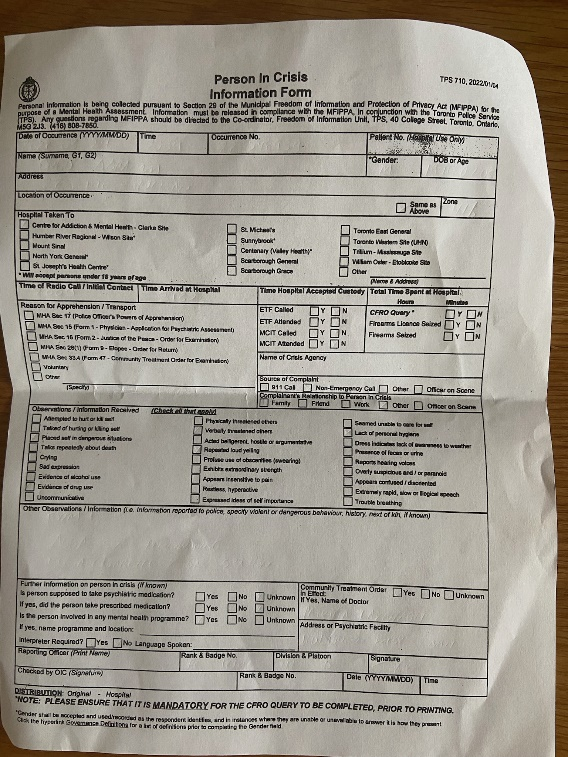 Person In Crisis
Information Form
TPS 710, 2022/01/04
Personal Information is being collected pursuant to Section 29 of the Municipal Freedom of Information and Protection of Privacy Act (MFIPPA) for the
purpose of a Mental Health Assessment. Information must be released in compliance with the MFIPPA, in conjunction with the Toronto Police Service
(TPS). Any questions regarding MFIPPA should be directed to the Co-ordinator, Freedom of Information Unit, TPS, 40 College Street, Toronto, Ontario,
M5G 2J3. (416) 808-7850.
Date of Occurrence (YYYY/MM/DD) Time Occurrence No. Patient No. (Hospital Use Only)
Name (Surname, G1, G2) *Gender: DOB or Age
Address
Location of Occurrence Same as Above Zone
Hospital Taken To
Centre for Addiction & Mental Health - Clarke Site St. Michael's Toronto East General
Humber River Regional - Wilson Site* Sunnybrook* Toronto Western Site (UHN)
Mount Sinai Centenary (Valley Health)* Trillium - Mississauga Site
North York General* Scarborough General William Osler - Etobicoke Site
St. Joseph's Health Centre* Scarborough Grace Other
* Will accept persons under 16 years of age (Name & Address)
Time of Radio Call / Initial Contact Time Arrived at Hospital Time Hospital Accepted Custody Total Time Spent at Hospital
Hours Minutes
Reason for Apprehension / Transport
MHA Sec 17 (Police Officer's Powers of Apprehension)
MHA Sec 15 (Form 1 - Physician - Application for Psychiatric Assessment)
MHA Sec 16 (Form 2 - Justice of the Peace - Order for Examination)
MHA Sec 28(1) (Form 9 - Elopee - Order for Return)
MHA Sec 33.4 (Form 47 - Community Treatment Order for Examination)
Voluntary
Other
(Specify)
ETF Called Y N CFRO Query * Y N
ETF Attended Y N Firearms Licence Seized Y N
MCIT Called Y N Firearms Seized Y N
MCIT Attended Y N
Name of Crisis Agency
Source of Complaint
911 Call Non-Emergency Call Other Officer on Scene
Complainant's Relationship to Person in Crisis
Family Friend Work Other Officer on Scene
Observations / Information Received (Check all that apply)
Attempted to hurt or kill self Physically threatened others Seemed unable to care for self
Talked of hurting or killing self Verbally threatened others Lack of personal hygiene
Placed self in dangerous situations Acted belligerent, hostile or argumentative Dress indicates lack of awareness to weather
Talks repeatedly about death Repeated loud yelling Presence of feces or urine
Crying Profuse use of obscenities (swearing) Reports hearing voices
Sad expression Exhibits extraordinary strength Overly suspicious and / or paranoid
Evidence of alcohol use Appears insensitive to pain Appears confused / disoriented
Evidence of drug use Restless, hyperactive Extremely rapid, slow or illogical speech
Uncommunicative Expressed ideas of self importance Trouble breathing
Other Observations / Information (i.e. information reported to police, specify violent or dangerous behaviour, history, next of kin, if known)
Further information on person in crisis (if known)
Is person supposed to take psychiatric medication? Yes No Unknown
If yes, did the person take prescribed medication? Yes No Unknown
Is the person involved in any mental health programme? Yes No Unknown
If yes, name programme and location:
Community Treatment Order in Effect: Yes No Unknown
If Yes, Name of Doctor
Address or Psychiatric Facility
Interpreter Required? Yes No Language Spoken:
Reporting Officer (Print Name) Rank & Badge No. Division & Platoon Signature
Checked by OIC (Signature) Rank & Badge No. Date (YYYY/MM/DD) Time
DISTRIBUTION: Original - Hospital
*NOTE: PLEASE ENSURE THAT IT IS MANDATORY FOR THE CFRO QUERY TO BE COMPLETED, PRIOR TO PRINTING.
*Gender shall be accepted and used/recorded as the respondent identifies, and in instances where they are unable or unavailable to answer it is how they present.
Click the hyperlink Governance Definitions for a list of definitions prior to completing the Gender field.